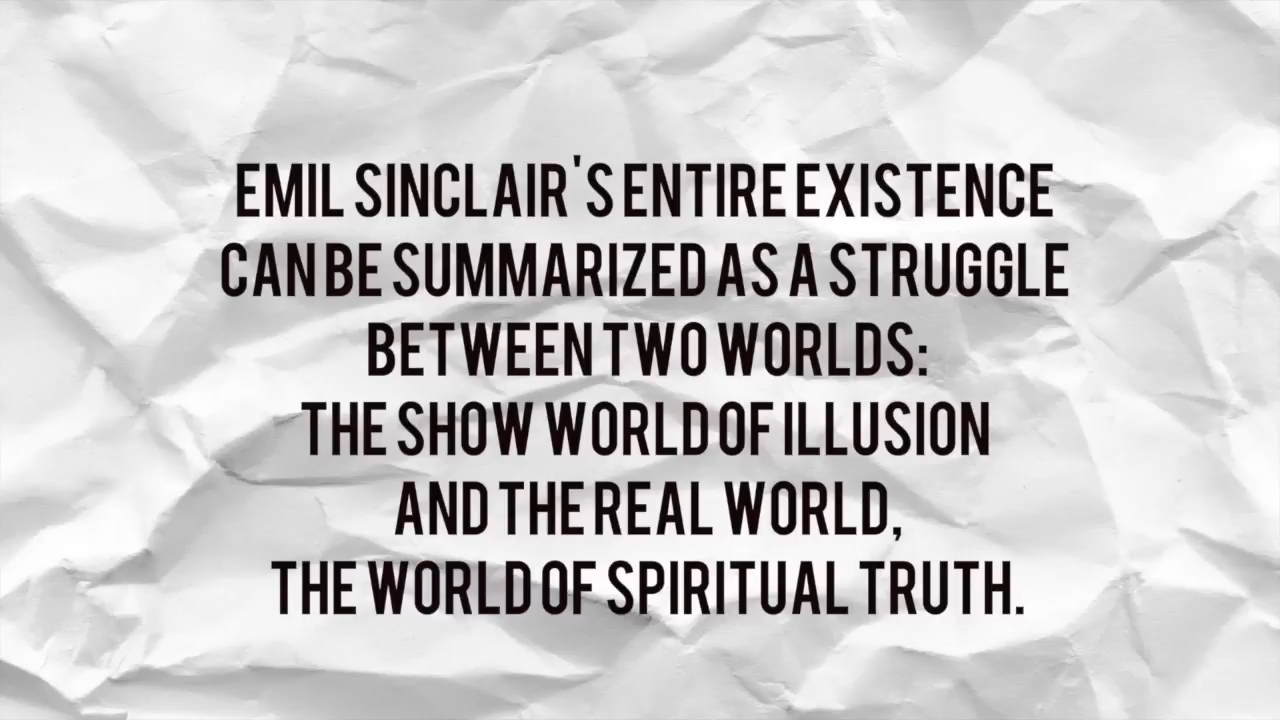 EMIL SINCLAIR'S ENTIRE EXISTENCE
CAN BE SUMMARIZED AS A STRUGGLE
BETWEEN TWO WORLDS:
THE SHOW WORLD OF ILLUSION
AND THE REAL WORLD,
THE WORLD OF SPIRITUAL TRUTH.